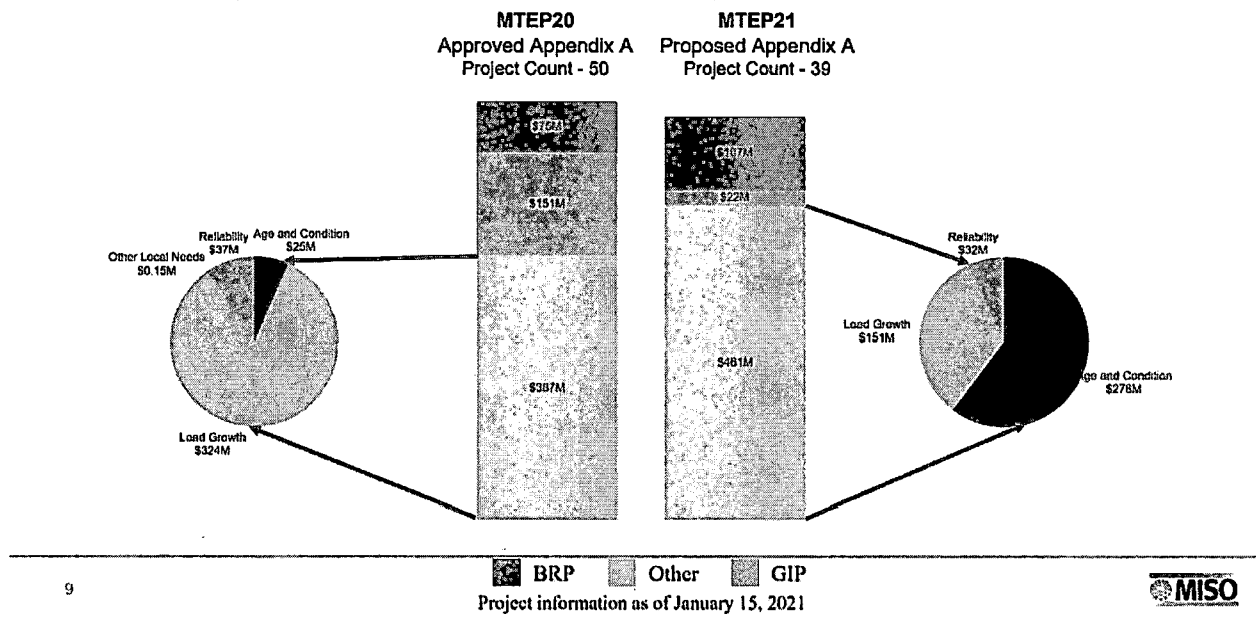 MTEP20
Approved Appendix A
Project Count - 50
MTEP21
Proposed Appendix A
Project Count - 39
$151M
$387M
$107M
$22M
$461M
Reliability
$37M
Age and Condition
$25M
Other Local Needs
$0.15M
Load Growth
$324M
Reliability
$32M
Load Growth
$151M
Age and Condition
$278M
BRP Other GIP
Project information as of January 15, 2021
9
MISO